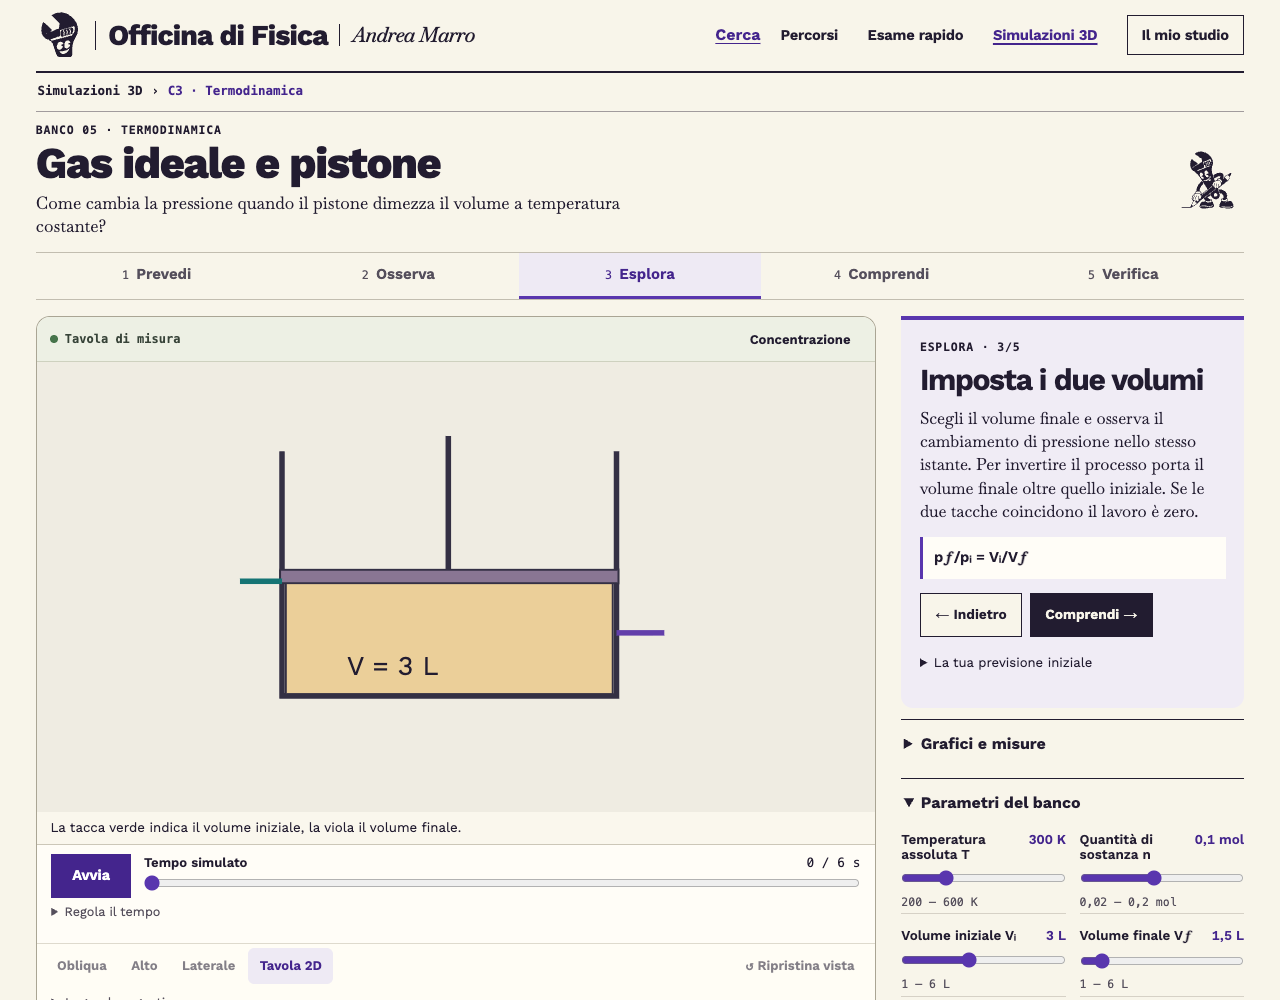 Officina di Fisica
Andrea Marro
Cerca
Percorsi
Esame rapido
Simulazioni 3D
Il mio studio
Simulazioni 3D › C3 · Termodinamica
BANCO 05 · TERMODINAMICA
Gas ideale e pistone
Come cambia la pressione quando il pistone dimezza il volume a temperatura
costante?
1 Prevedi
2 Osserva
3 Esplora
4 Comprendi
5 Verifica
Tavola di misura
Concentrazione
V = 3 L
La tacca verde indica il volume iniziale, la viola il volume finale.
Avvia
Tempo simulato
0 / 6 s
▶ Regola il tempo
Obliqua
Alto
Laterale
Tavola 2D
↺ Ripristina vista
ESPLORA · 3/5
Imposta i due volumi
Scegli il volume finale e osserva il
cambiamento di pressione nello stesso
istante. Per invertire il processo porta il
volume finale oltre quello iniziale. Se le
due tacche coincidono il lavoro è zero.
p𝑓/pᵢ = Vᵢ/V𝑓
← Indietro
Comprendi →
▶ La tua previsione iniziale
▶ Grafici e misure
▼ Parametri del banco
Temperatura
assoluta T
300 K
200 — 600 K
Quantità di
sostanza n
0,1 mol
0,02 — 0,2 mol
Volume iniziale Vᵢ
3 L
1 — 6 L
Volume finale V𝑓
1,5 L
1 — 6 L